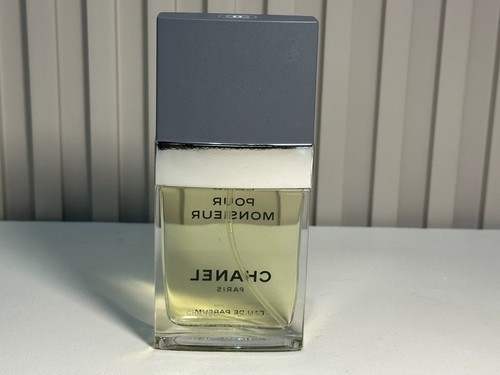 POUR
MONSIEUR
CHANEL
PARIS
EAU DE PARFUM